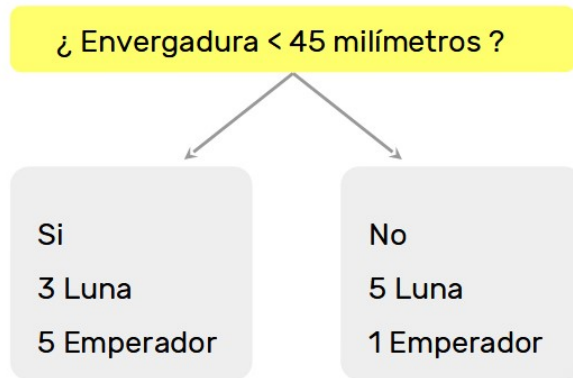 ¿ Envergadura < 45 milímetros ?
Si
3 Luna
5 Emperador
No
5 Luna
1 Emperador